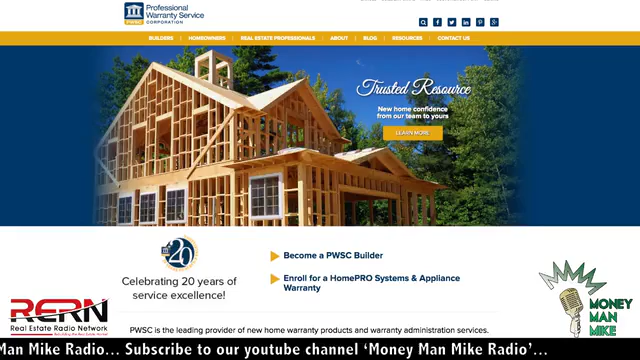 Professional
Warranty Service
CORPORATION
PWSC
BUILDERS HOMEOWNERS REAL ESTATE PROFESSIONALS ABOUT BLOG RESOURCES CONTACT US
Trusted Resource
New home confidence
from our team to yours
LEARN MORE
20
Become a PWSC Builder
Celebrating 20 years of
service excellence!
Enroll for a HomePRO Systems & Appliance
Warranty
RERN
Real Estate Radio Network
MONEY
MAN
MIKE
PWSC is the leading provider of new home warranty products and warranty administration services.
Man Mike Radio... Subscribe to our youtube channel ‘Money Man Mike Radio’...